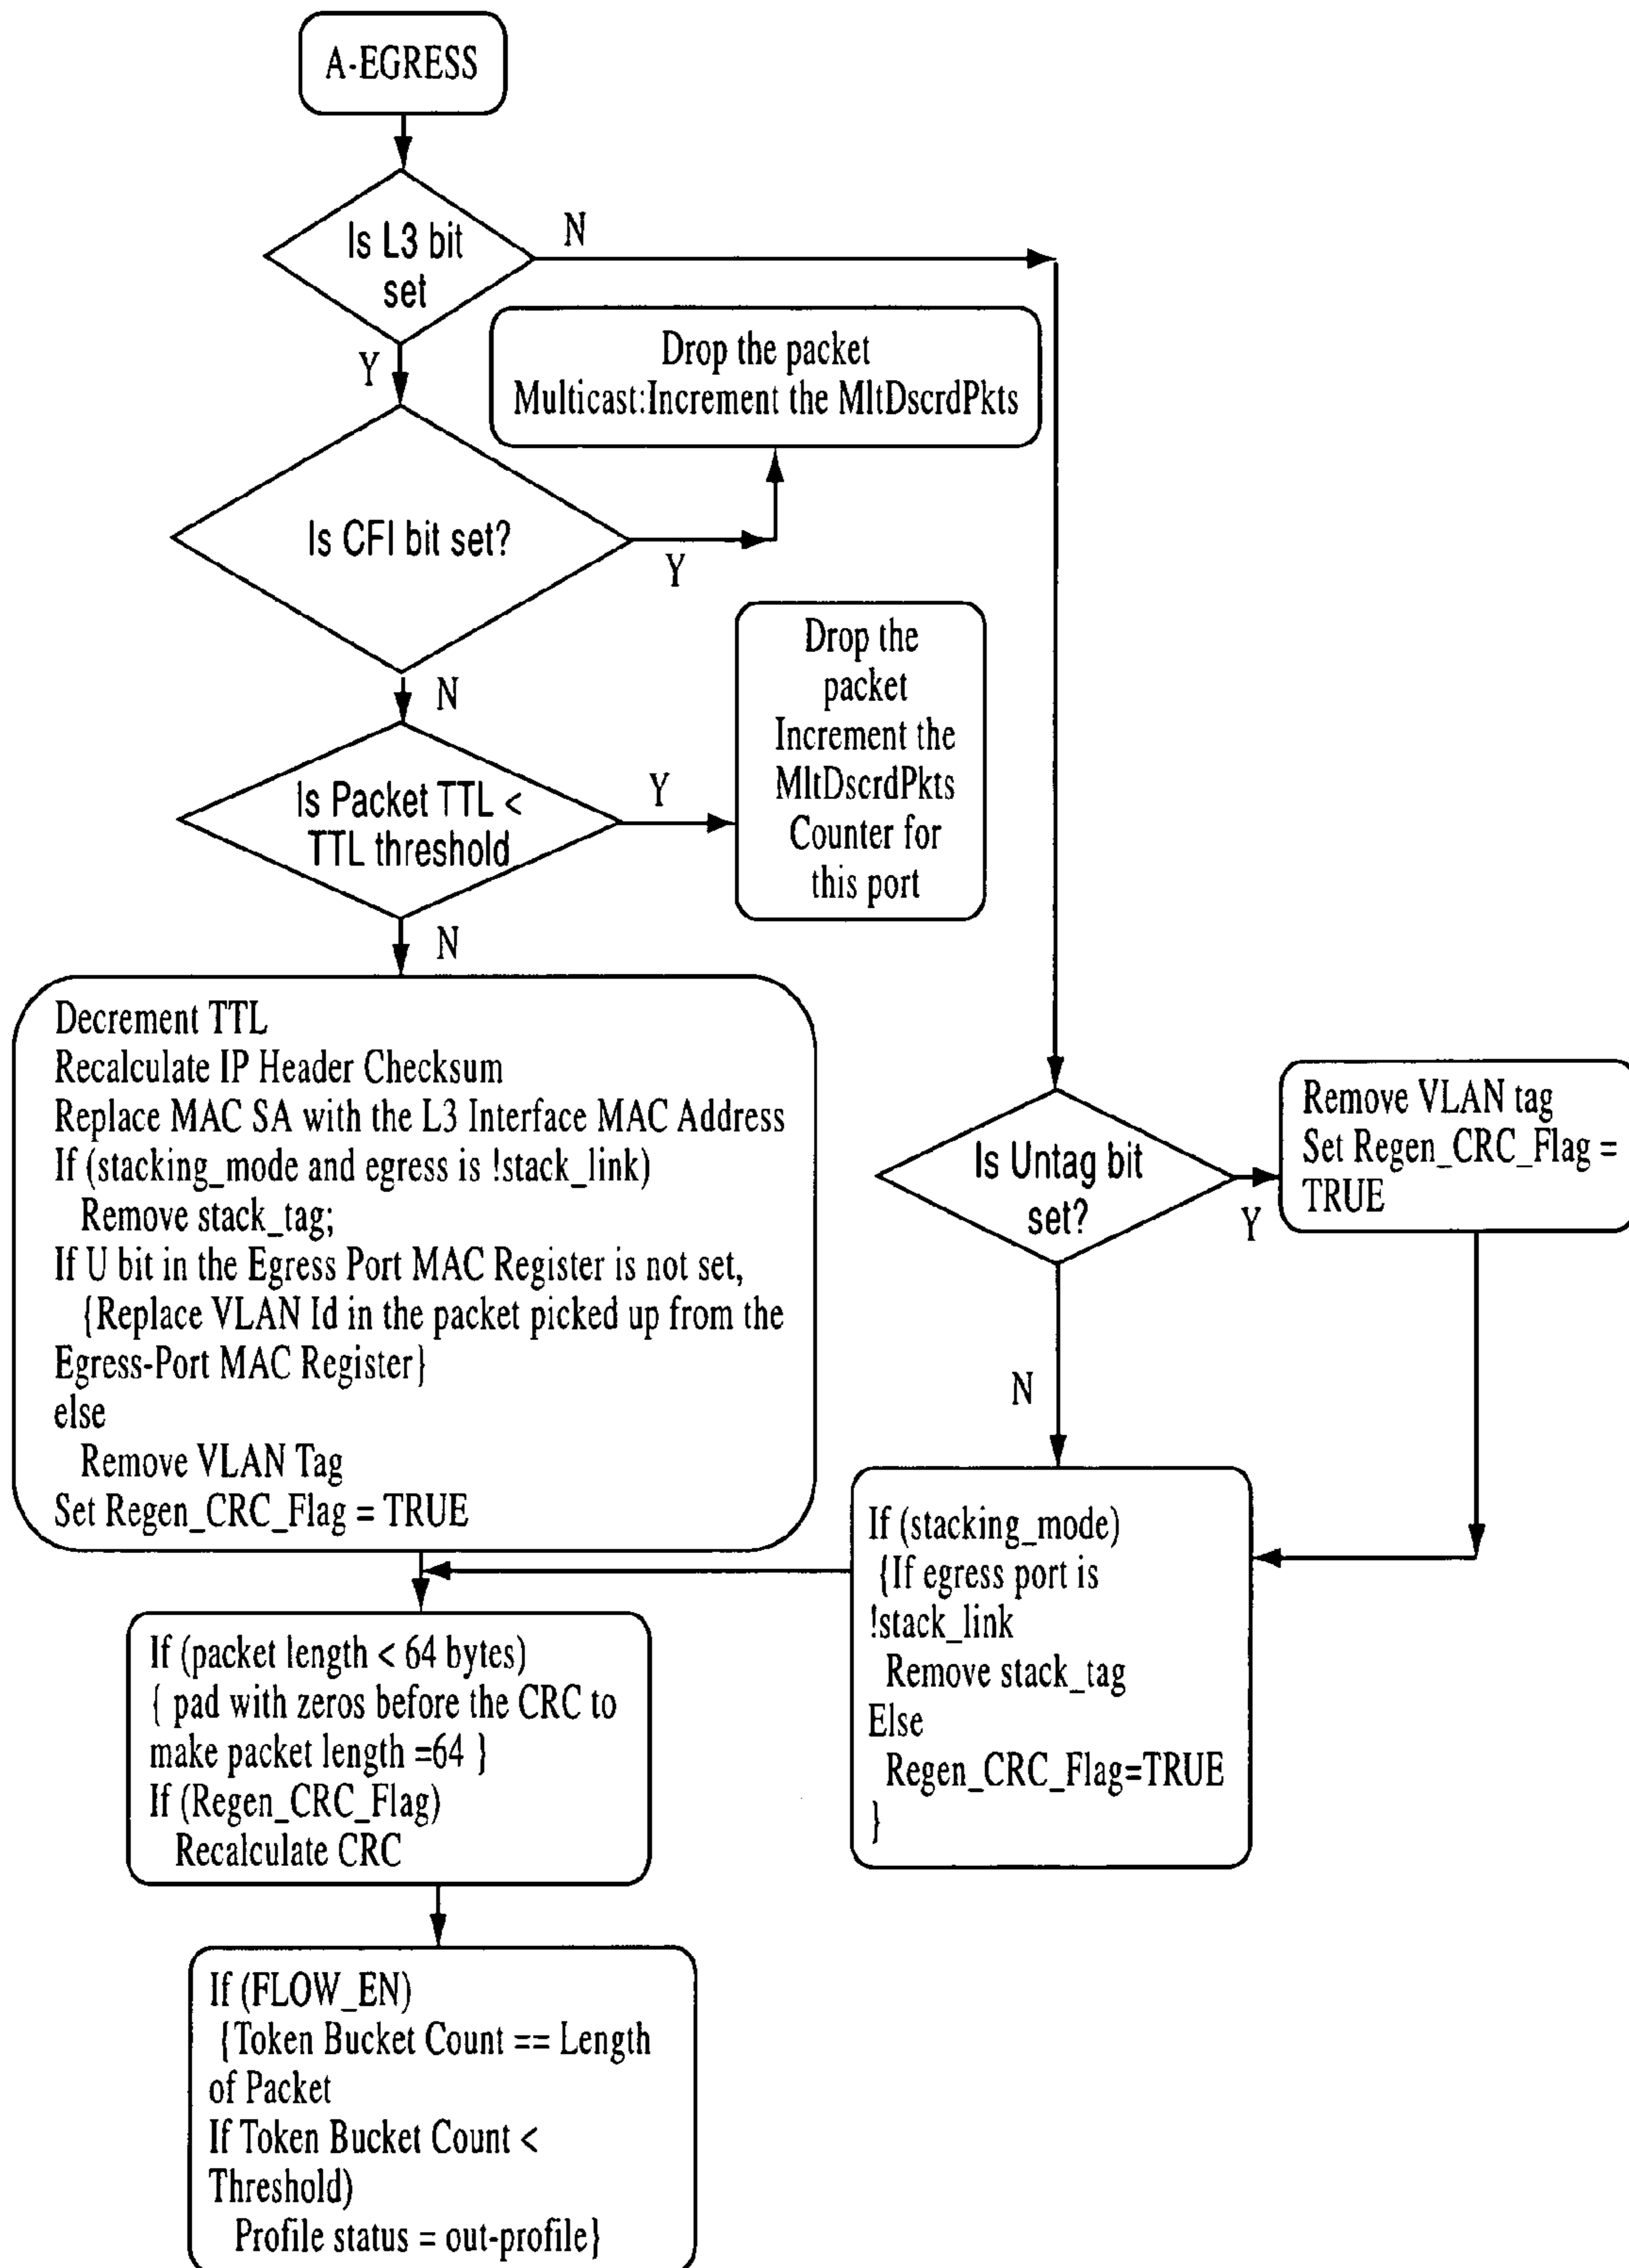 A-EGRESS
Is L3 bit
set
N
Y
Drop the packet
Multicast:Increment the MltDscrdPkts
Is CFI bit set?
Y
N
Drop the
packet
Increment the
MltDscrdPkts
Counter for
this port
Is Packet TTL <
TTL threshold
Y
N
Decrement TTL
Recalculate IP Header Checksum
Replace MAC SA with the L3 Interface MAC Address
If (stacking_mode and egress is !stack_link)
Remove stack_tag;
If U bit in the Egress Port MAC Register is not set,
{Replace VLAN Id in the packet picked up from the
Egress-Port MAC Register}
else
Remove VLAN Tag
Set Regen_CRC_Flag = TRUE
Is Untag bit
set?
Y
N
Remove VLAN tag
Set Regen_CRC_Flag =
TRUE
If (stacking_mode)
{If egress port is
!stack_link
Remove stack_tag
Else
Regen_CRC_Flag=TRUE
}
If (packet length < 64 bytes)
{ pad with zeros before the CRC to
make packet length =64 }
If (Regen_CRC_Flag)
Recalculate CRC
If (FLOW_EN)
{Token Bucket Count == Length
of Packet
If Token Bucket Count <
Threshold)
Profile status = out-profile}